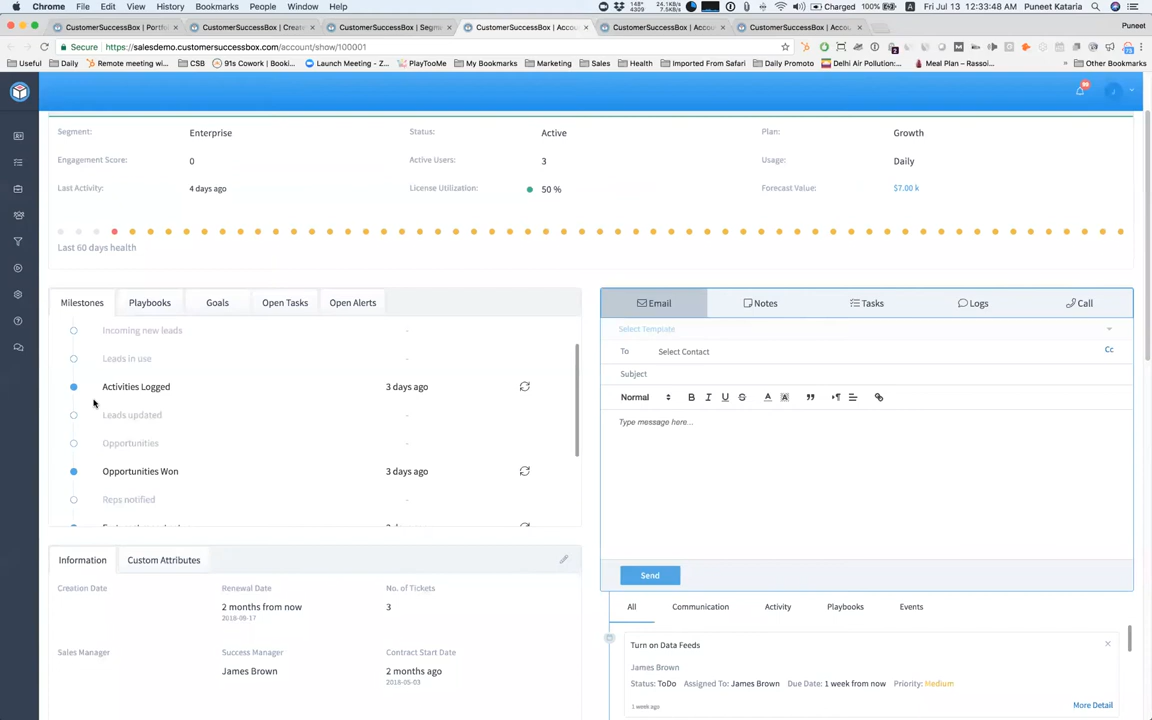 Chrome File Edit View History Bookmarks People Window Help
148° 4309 24.1KB/s 7.5KB/s Charged 100% Fri Jul 13 12:33:48 AM Puneet Kataria
CustomerSuccessBox | Portfo CustomerSuccessBox | Create CustomerSuccessBox | Segme CustomerSuccessBox | Accou CustomerSuccessBox | Accou CustomerSuccessBox | Accou Puneet
Secure https://salesdemo.customersuccessbox.com/account/show/100001
Useful Daily Remote meeting wi... CSB 91s Cowork | Booki... Launch Meeting - Z... PlayTooMe My Bookmarks Marketing Sales Health Imported From Safari Daily Promoto Delhi Air Pollution:... Meal Plan – Rassoi... » Other Bookmarks
Segment: Enterprise Status: Active Plan: Growth
Engagement Score: 0 Active Users: 3 Usage: Daily
Last Activity: 4 days ago License Utilization: 50 % Forecast Value: $7.00 k
Last 60 days health
Milestones Playbooks Goals Open Tasks Open Alerts
Incoming new leads -
Leads in use -
Activities Logged 3 days ago
Leads updated -
Opportunities -
Opportunities Won 3 days ago
Reps notified -
Email Notes Tasks Logs Call
Select Template
To Select Contact Cc
Subject
Normal B I U S A A
Type message here...
Send
Information Custom Attributes
Creation Date Renewal Date No. of Tickets
2 months from now 3
2018-09-17
Sales Manager Success Manager Contract Start Date
James Brown 2 months ago
2018-05-03
All Communication Activity Playbooks Events
Turn on Data Feeds
James Brown
Status: ToDo Assigned To: James Brown Due Date: 1 week from now Priority: Medium
1 week ago More Detail